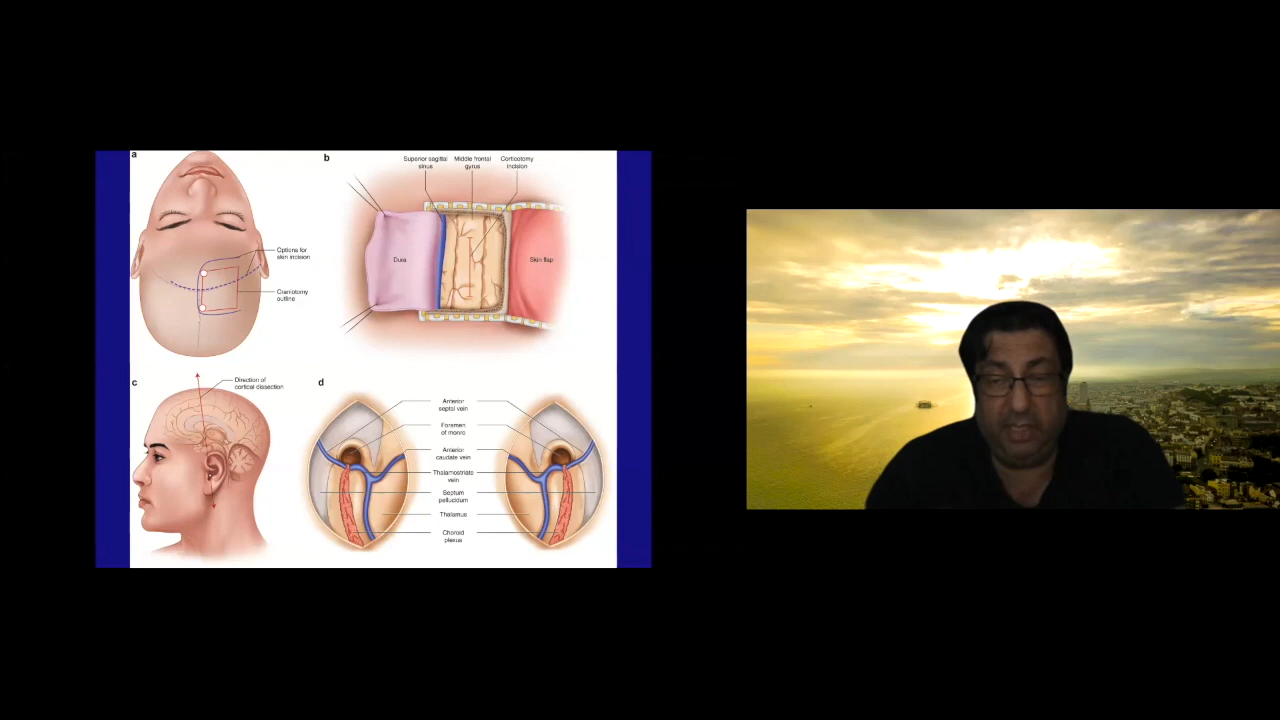 a
Options for
skin incision
Craniotomy
outline
b
Superior sagittal
sinus
Middle frontal
gyrus
Corticotomy
incision
Dura
Skin flap
c
Direction of
cortical dissection
d
Anterior
septal vein
Foramen
of monro
Anterior
caudate vein
Thalamostriate
vein
Septum
pellucidum
Thalamus
Choroid
plexus